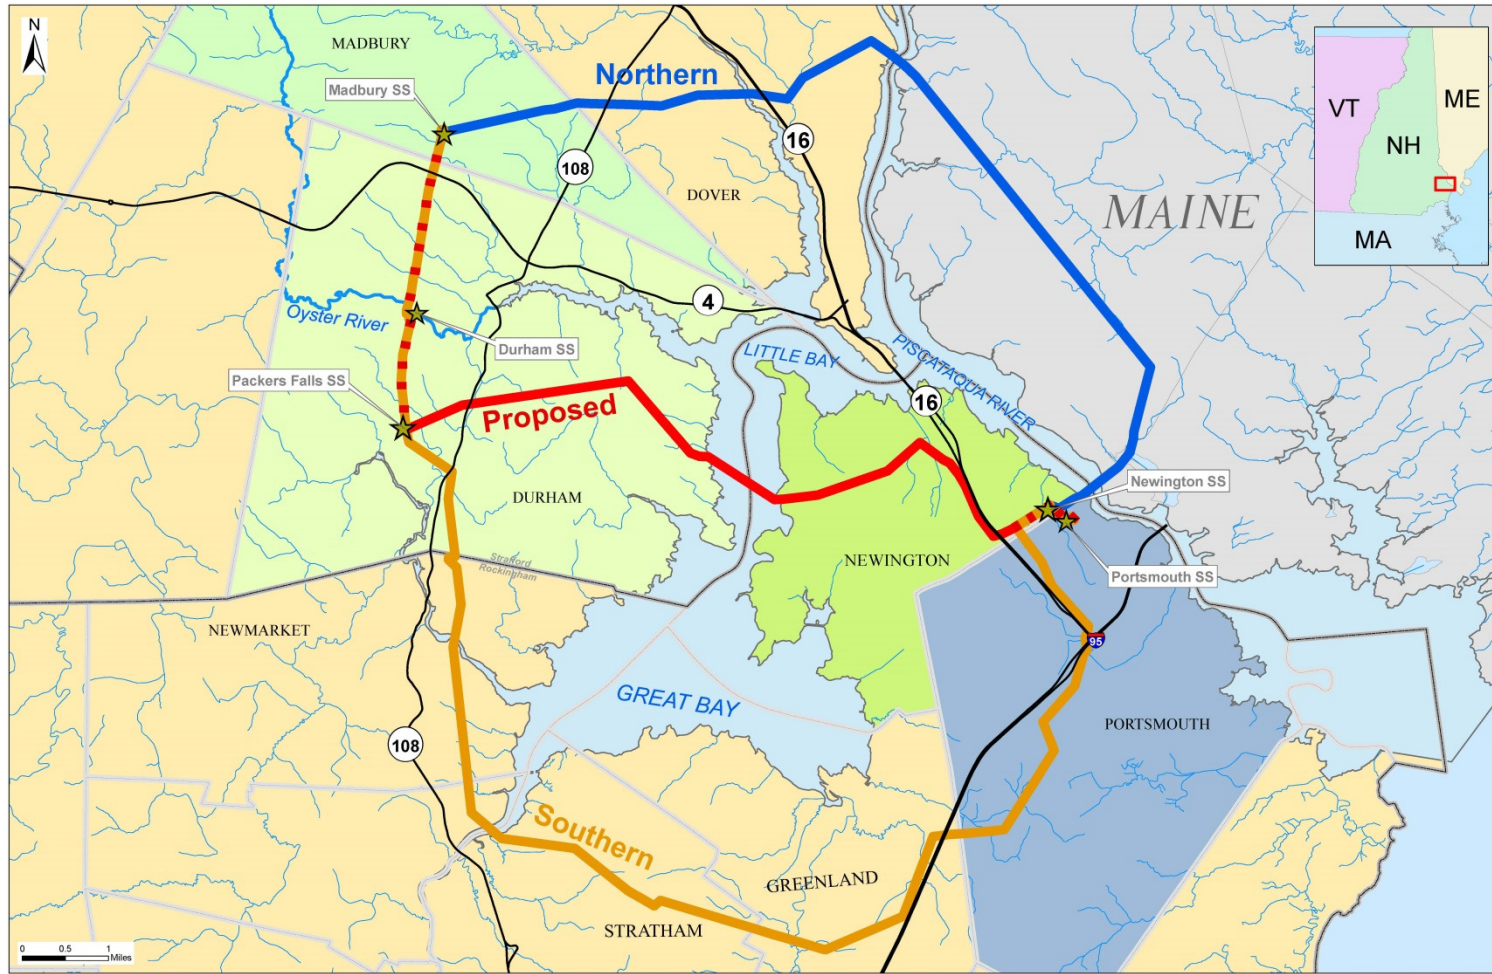 N
MADBURY
Northern
Madbury SS
VT
ME
NH
MA
16
108
DOVER
MAINE
4
Oyster River
Durham SS
LITTLE BAY
PISCATAQUA RIVER
Packers Falls SS
Proposed
16
DURHAM
Newington SS
Strafford
Rockingham
NEWINGTON
Portsmouth SS
NEWMARKET
95
GREAT BAY
PORTSMOUTH
108
Southern
GREENLAND
STRATHAM
0 0.5 1
Miles